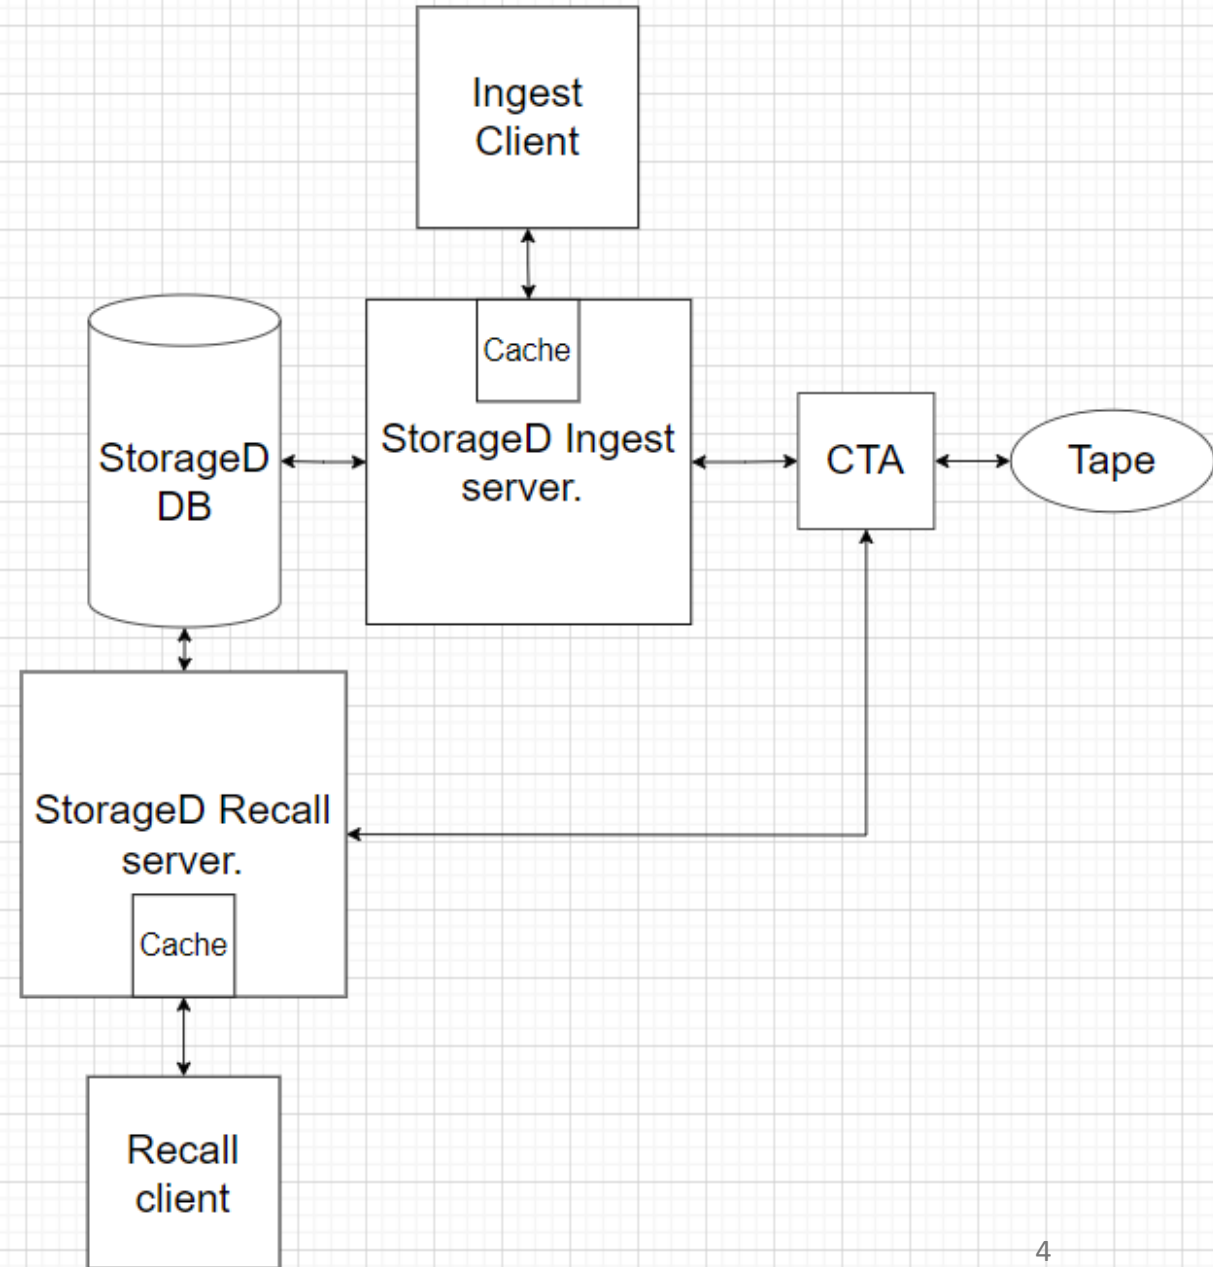 Ingest
Client
Cache
StorageD Ingest
server.
StorageD
DB
CTA
Tape
StorageD Recall
server.
Cache
Recall
client
4